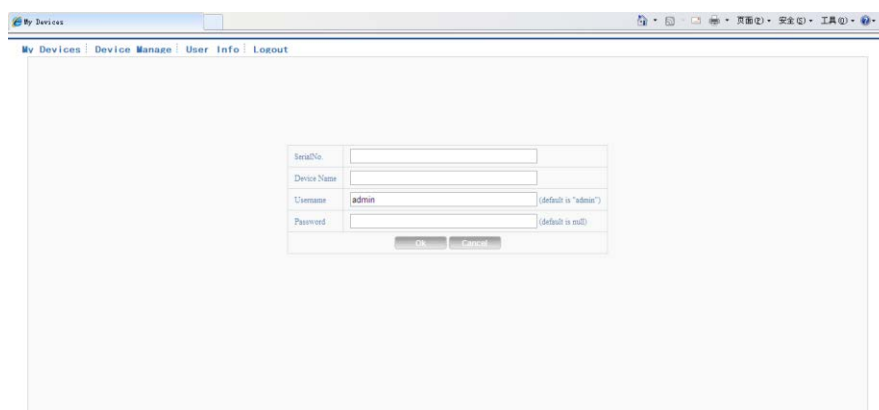 My Devices
页面(P) 安全(S) 工具(O)
My Devices Device Manage User Info Logout
SerialNo.
Device Name
Username admin (default is "admin")
Password (default is null)
Ok Cancel